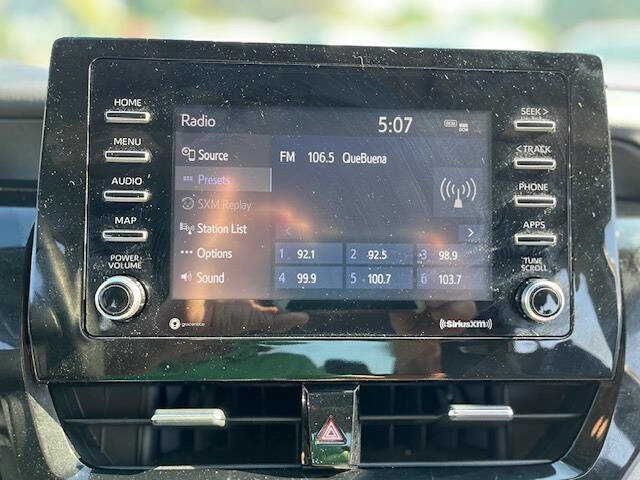 HOME
MENU
AUDIO
MAP
POWER
VOLUME
Radio
5:07
DCM
Source
FM 106.5 QueBuena
Presets
SXM Replay
Station List
Options
Sound
1 92.1 2 92.5 3 98.9
4 99.9 5 100.7 6 103.7
SEEK >
< TRACK
PHONE
APPS
TUNE
SCROLL
gracenote
SiriusXM